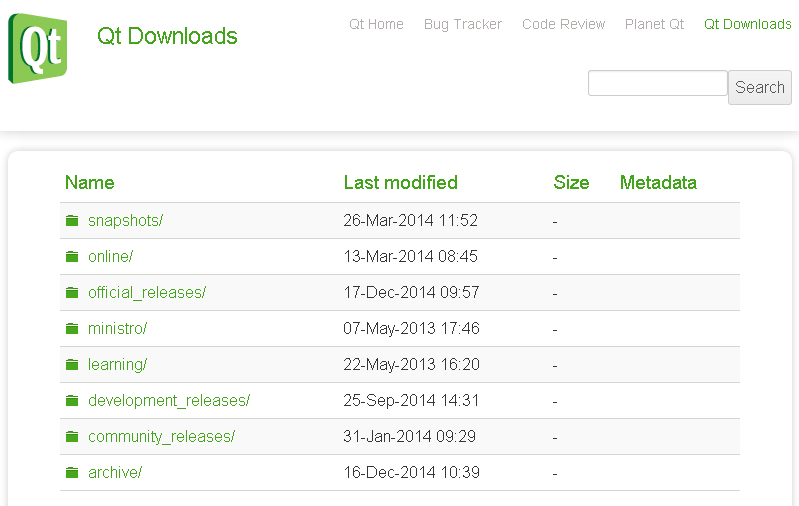 Qt Qt Downloads Qt Home Bug Tracker Code Review Planet Qt Qt Downloads
Search
Name Last modified Size Metadata
snapshots/ 26-Mar-2014 11:52 -
online/ 13-Mar-2014 08:45 -
official_releases/ 17-Dec-2014 09:57 -
ministro/ 07-May-2013 17:46 -
learning/ 22-May-2013 16:20 -
development_releases/ 25-Sep-2014 14:31 -
community_releases/ 31-Jan-2014 09:29 -
archive/ 16-Dec-2014 10:39 -